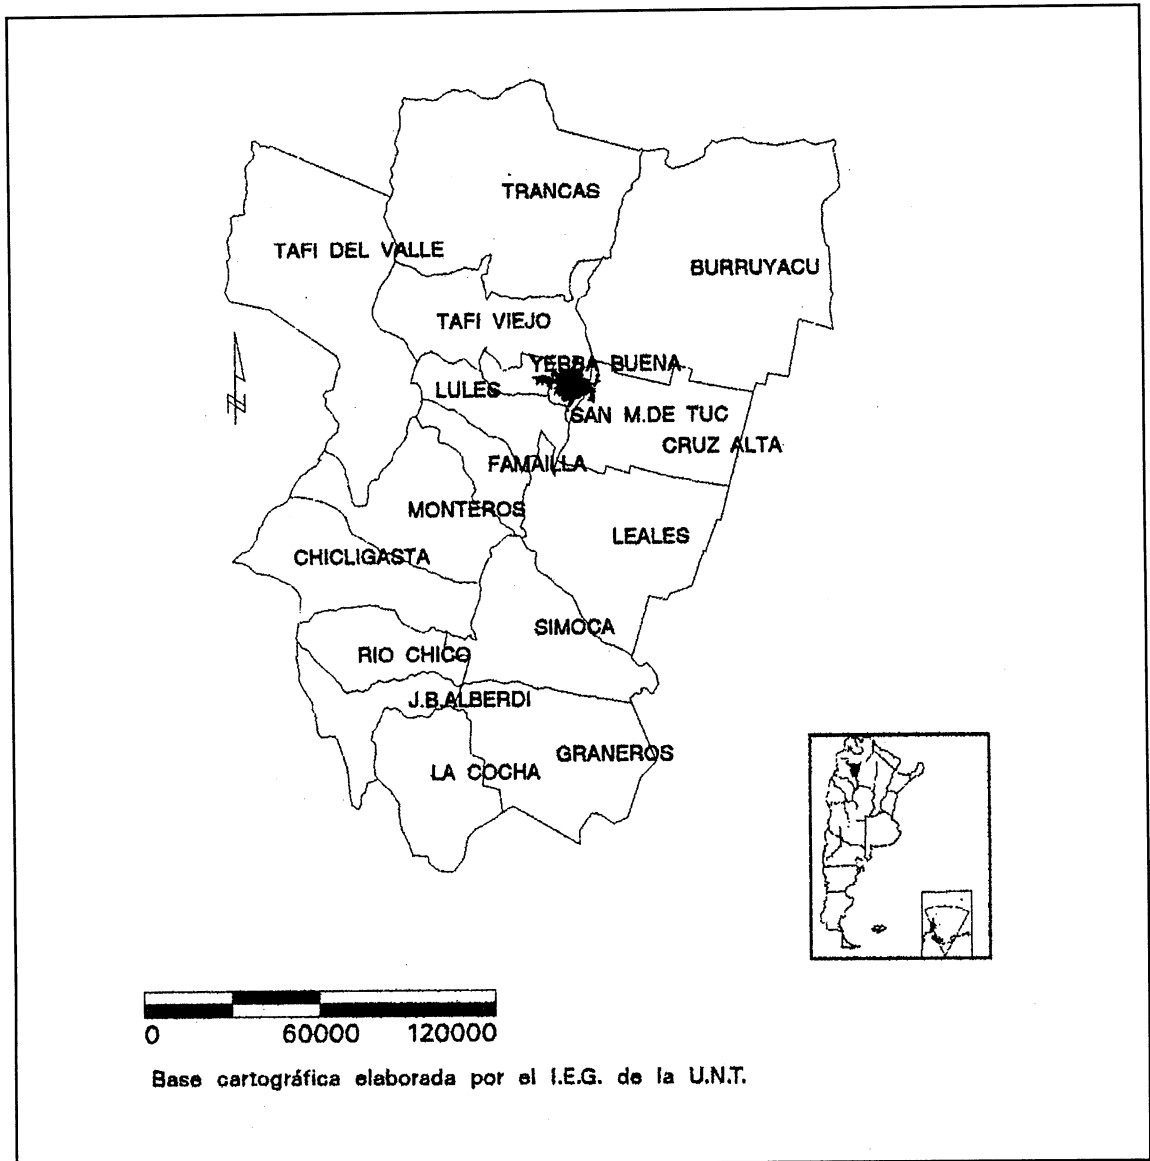 TRANCAS
TAFI DEL VALLE
BURRUYACU
TAFI VIEJO
YERBA BUENA
LULES
SAN M.DE TUC
CRUZ ALTA
FAMAILLA
MONTEROS
LEALES
CHICLIGASTA
SIMOCA
RIO CHICO
J.B.ALBERDI
GRANEROS
LA COCHA
0 60000 120000
Base cartográfica elaborada por el I.E.G. de la U.N.T.